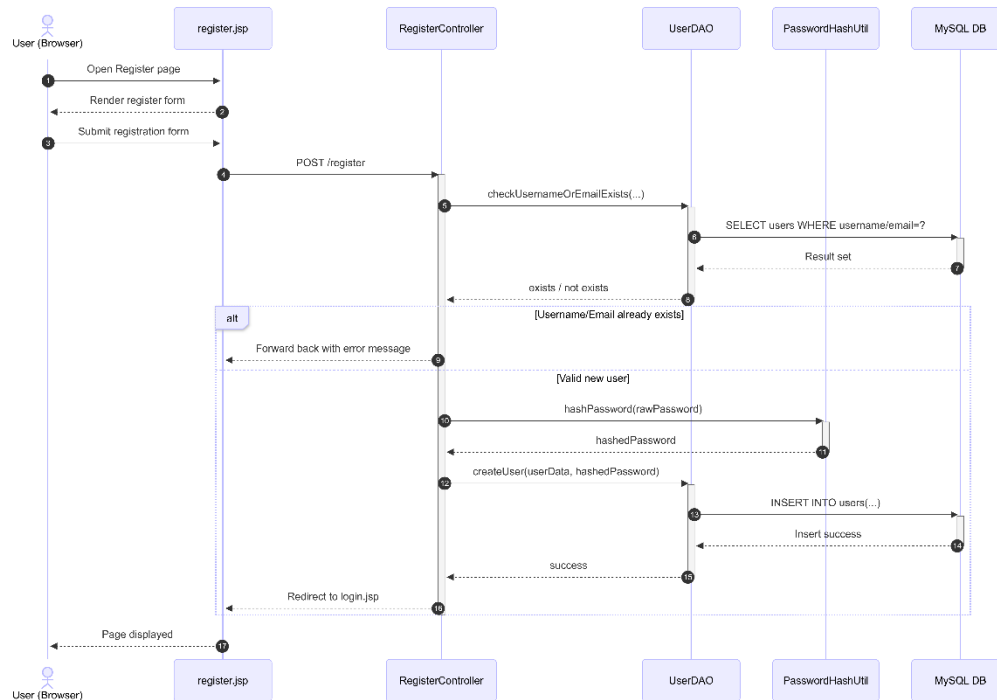 User (Browser)
register.jsp
RegisterController
UserDAO
PasswordHashUtil
MySQL DB
1
Open Register page
Render register form
2
3
Submit registration form
4
POST /register
5
checkUsernameOrEmailExists(...)
6
SELECT users WHERE username/email=?
Result set
7
exists / not exists
8
alt
[Username/Email already exists]
Forward back with error message
9
[Valid new user]
10
hashPassword(rawPassword)
hashedPassword
11
12
createUser(userData, hashedPassword)
13
INSERT INTO users(...)
Insert success
14
success
15
Redirect to login.jsp
16
Page displayed
17
User (Browser)
register.jsp
RegisterController
UserDAO
PasswordHashUtil
MySQL DB